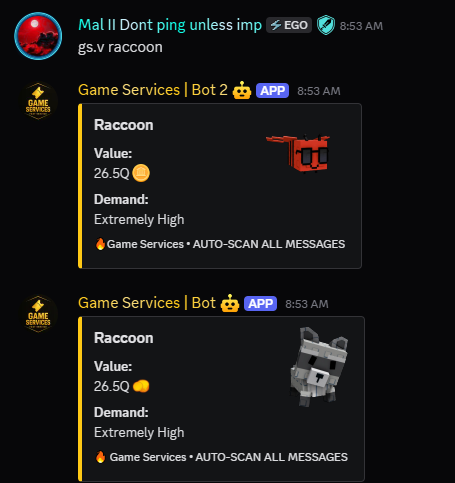 Mal II Dont ping unless imp EGO 8:53 AM
gs.v raccoon
GAME
SERVICES
Game Services | Bot 2 APP 8:53 AM
Raccoon
Value:
26.5Q
Demand:
Extremely High
Game Services • AUTO-SCAN ALL MESSAGES
GAME
SERVICES
Game Services | Bot APP 8:53 AM
Raccoon
Value:
26.5Q
Demand:
Extremely High
Game Services • AUTO-SCAN ALL MESSAGES